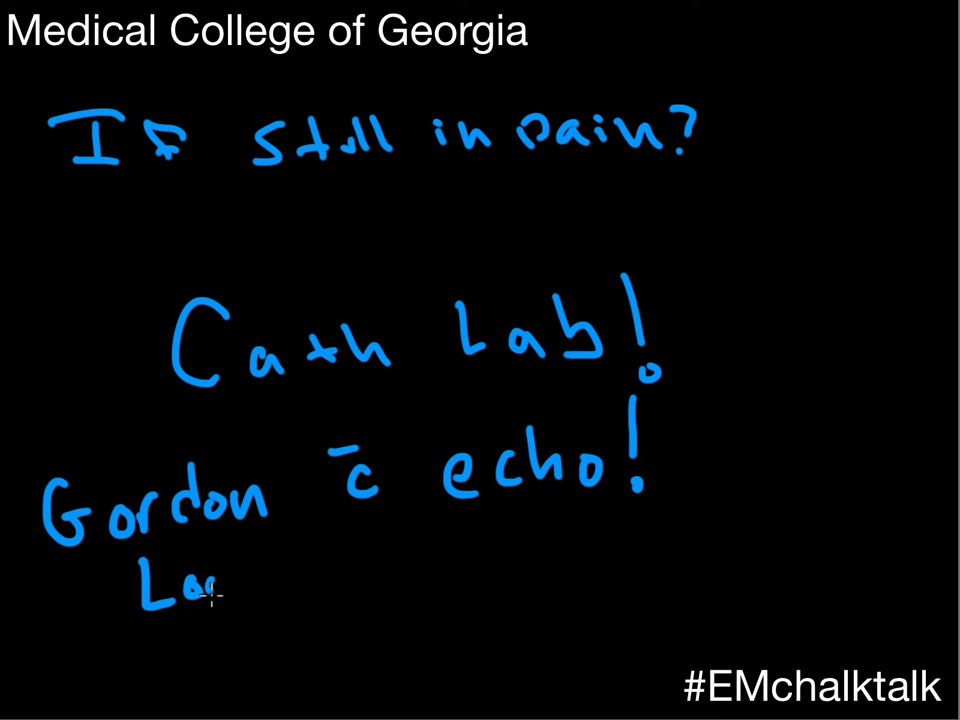 Medical College of Georgia
If still in pain?
Cath Lab!
Gordon c̄ echo!
#EMchalktalk